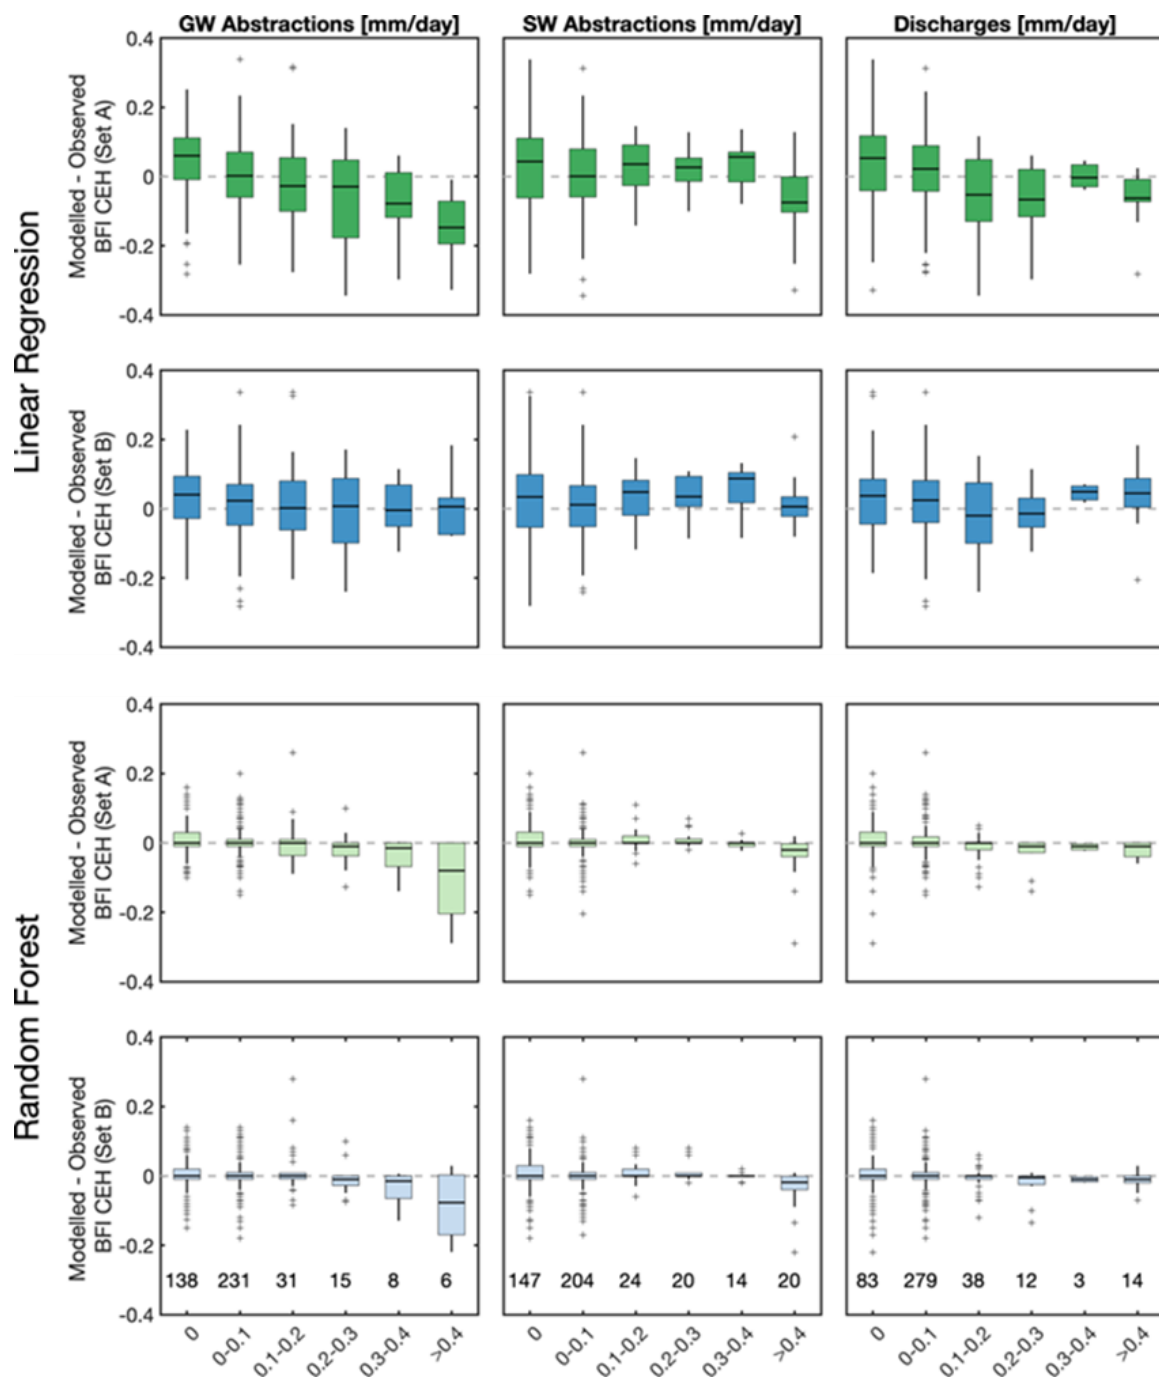 GW Abstractions [mm/day]
SW Abstractions [mm/day]
Discharges [mm/day]
Linear Regression
Modelled - Observed
BFI CEH (Set A)
0.4
0.2
0
-0.2
-0.4
Modelled - Observed
BFI CEH (Set B)
0.4
0.2
0
-0.2
-0.4
Random Forest
Modelled - Observed
BFI CEH (Set A)
0.4
0.2
0
-0.2
-0.4
Modelled - Observed
BFI CEH (Set B)
0.4
0.2
0
-0.2
-0.4
138 231 31 15 8 6
147 204 24 20 14 20
83 279 38 12 3 14
0 0-0.1 0.1-0.2 0.2-0.3 0.3-0.4 >0.4
0 0-0.1 0.1-0.2 0.2-0.3 0.3-0.4 >0.4
0 0-0.1 0.1-0.2 0.2-0.3 0.3-0.4 >0.4